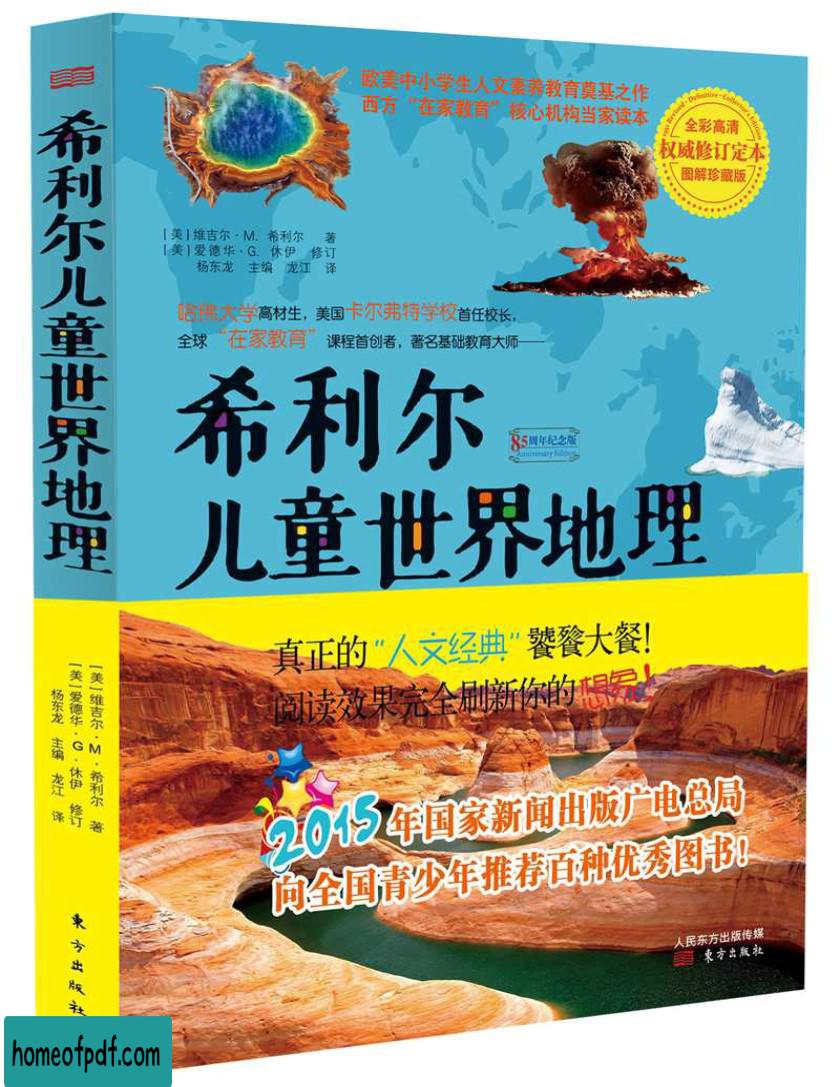 希利尔儿童世界地理
[美]维吉尔·M·希利尔 著
[美]爱德华·G·休伊 修订
杨东龙 主编 龙江 译
东方出版社
欧美中小学生人文素养教育奠基之作
西方“在家教育”核心机构当家读本
全彩高清
权威修订定本
图解珍藏版
[美]维吉尔·M. 希利尔 著
[美]爱德华·G. 休伊 修订
杨东龙 主编 龙江 译
哈佛大学高材生，美国卡尔弗特学校首任校长，
全球“在家教育”课程首创者，著名基础教育大师——
希利尔
85周年纪念版
Anniversary Edition
儿童世界地理
真正的“人文经典”饕餮大餐！
阅读效果完全刷新你的想象！
2015年国家新闻出版广电总局
向全国青少年推荐百种优秀图书！
人民东方出版传媒
东方出版社
homeofpdf.com